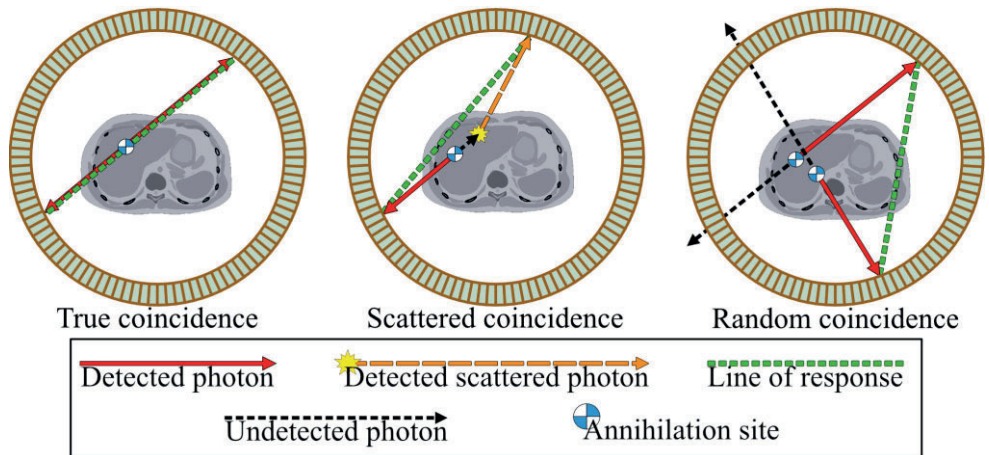 True coincidence
Scattered coincidence
Random coincidence
Detected photon
Detected scattered photon
Line of response
Undetected photon
Annihilation site